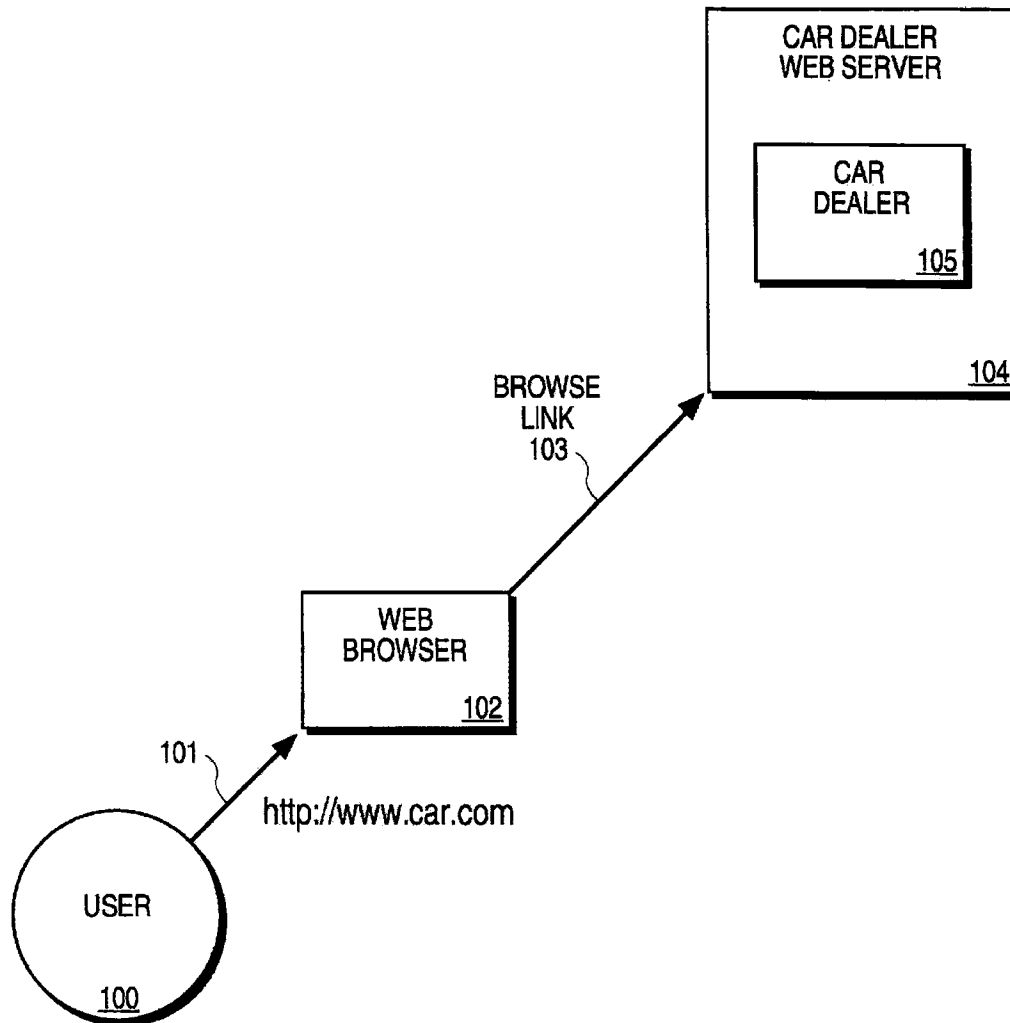 CAR DEALER
WEB SERVER
CAR
DEALER
105
104
BROWSE
LINK
103
WEB
BROWSER
102
101
http://www.car.com
USER
100